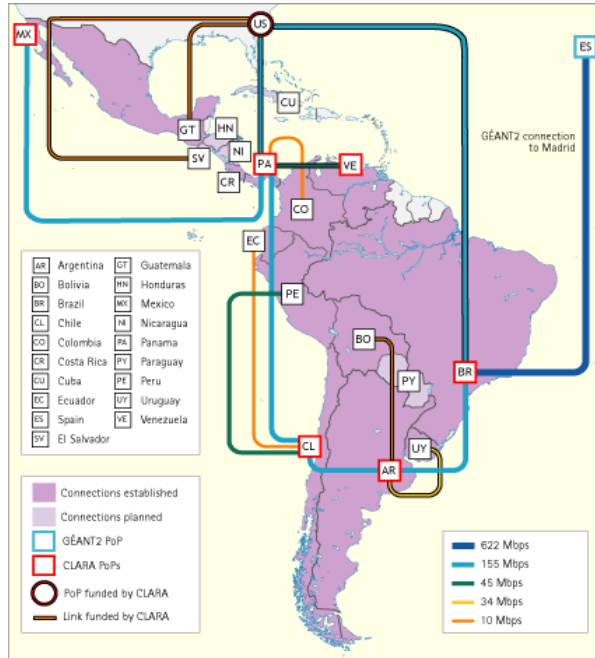 MX
US
ES
CU
GÉANT2 connection
to Madrid
GT
HN
SV
NI
PA
VE
CR
CO
EC
PE
BO
PY
BR
UY
CL
AR
AR Argentina
BO Bolivia
BR Brazil
CL Chile
CO Colombia
CR Costa Rica
CU Cuba
EC Ecuador
ES Spain
SV El Salvador
GT Guatemala
HN Honduras
MX Mexico
NI Nicaragua
PA Panama
PY Paraguay
PE Peru
UY Uruguay
VE Venezuela
Connections established
Connections planned
GÉANT2 PoP
CLARA PoPs
PoP funded by CLARA
Link funded by CLARA
622 Mbps
155 Mbps
45 Mbps
34 Mbps
10 Mbps